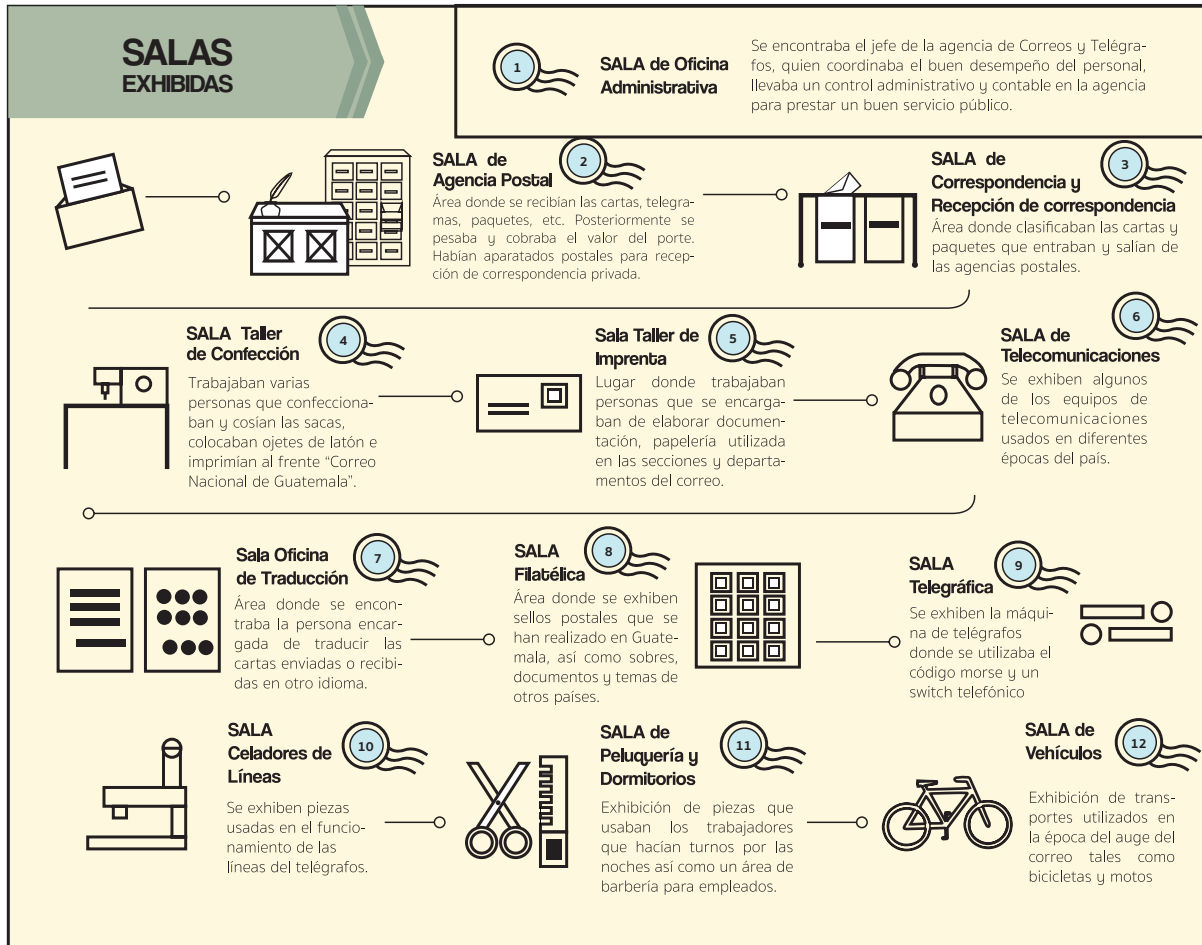 SALAS
EXHIBIDAS
1
SALA de Oficina
Administrativa
Se encontraba el jefe de la agencia de Correos y Telégra-
fos, quien coordinaba el buen desempeño del personal,
llevaba un control administrativo y contable en la agencia
para prestar un buen servicio público.
SALA de
Agencia Postal
2
Área donde se recibían las cartas, telegra-
mas, paquetes, etc. Posteriormente se
pesaba y cobraba el valor del porte.
Habían aparatados postales para recep-
ción de correspondencia privada.
SALA de
Correspondencia y
Recepción de correspondencia
3
Área donde clasificaban las cartas y
paquetes que entraban y salían de
las agencias postales.
SALA Taller
de Confección
4
Trabajaban varias
personas que confecciona-
ban y cosían las sacas,
colocaban ojetes de latón e
imprimían al frente “Correo
Nacional de Guatemala”.
Sala Taller de
Imprenta
5
Lugar donde trabajaban
personas que se encarga-
ban de elaborar documen-
tación, papelería utilizada
en las secciones y departa-
mentos del correo.
SALA de
Telecomunicaciones
6
Se exhiben algunos
de los equipos de
telecomunicaciones
usados en diferentes
épocas del país.
Sala Oficina
de Traducción
7
Área donde se encon-
traba la persona encar-
gada de traducir las
cartas enviadas o recibi-
das en otro idioma.
SALA
Filatélica
8
Área donde se exhiben
sellos postales que se
han realizado en Guate-
mala, así como sobres,
documentos y temas de
otros países.
SALA
Telegráfica
9
Se exhiben la máqui-
na de telégrafos
donde se utilizaba el
código morse y un
switch telefónico
SALA
Celadores de
Líneas
10
Se exhiben piezas
usadas en el funcio-
namiento de las
líneas del telégrafos.
SALA de
Peluquería y
Dormitorios
11
Exhibición de piezas que
usaban los trabajadores
que hacían turnos por las
noches así como un área de
barbería para empleados.
SALA de
Vehículos
12
Exhibición de trans-
portes utilizados en
la época del auge del
correo tales como
bicicletas y motos